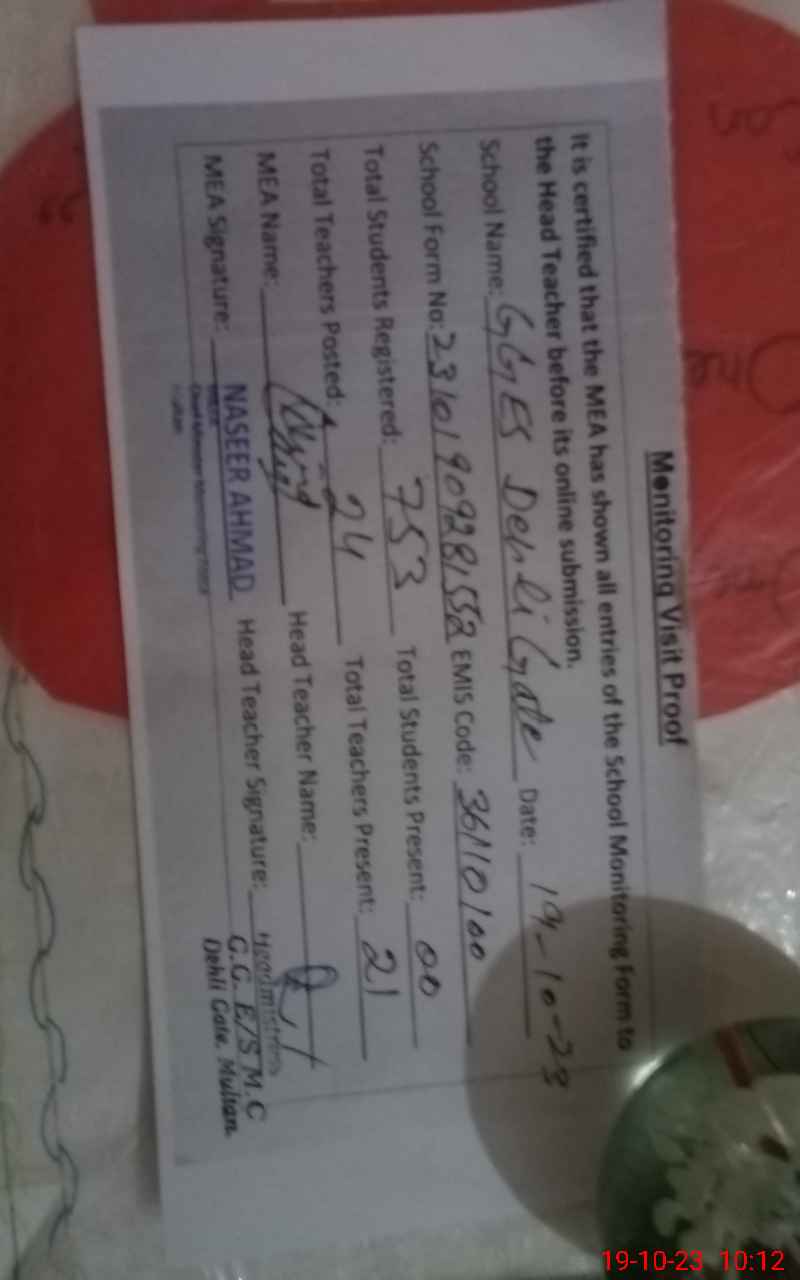 Monitoring Visit Proof
It is certified that the MEA has shown all entries of the School Monitoring Form to
the Head Teacher before its online submission.
School Name: GGES Dehli Gate Date: 19-10-23
School Form No: 23101909281552 EMIS Code: 36110100
Total Students Registered: 753 Total Students Present: 00
Total Teachers Posted: 24 Total Teachers Present: 21
MEA Name: Head Teacher Name:
MEA Signature: NASEER AHMAD Head Teacher Signature: Headmistress
G.G. E/S M.C
Dehli Gate, Multan.
19-10-23 10:12